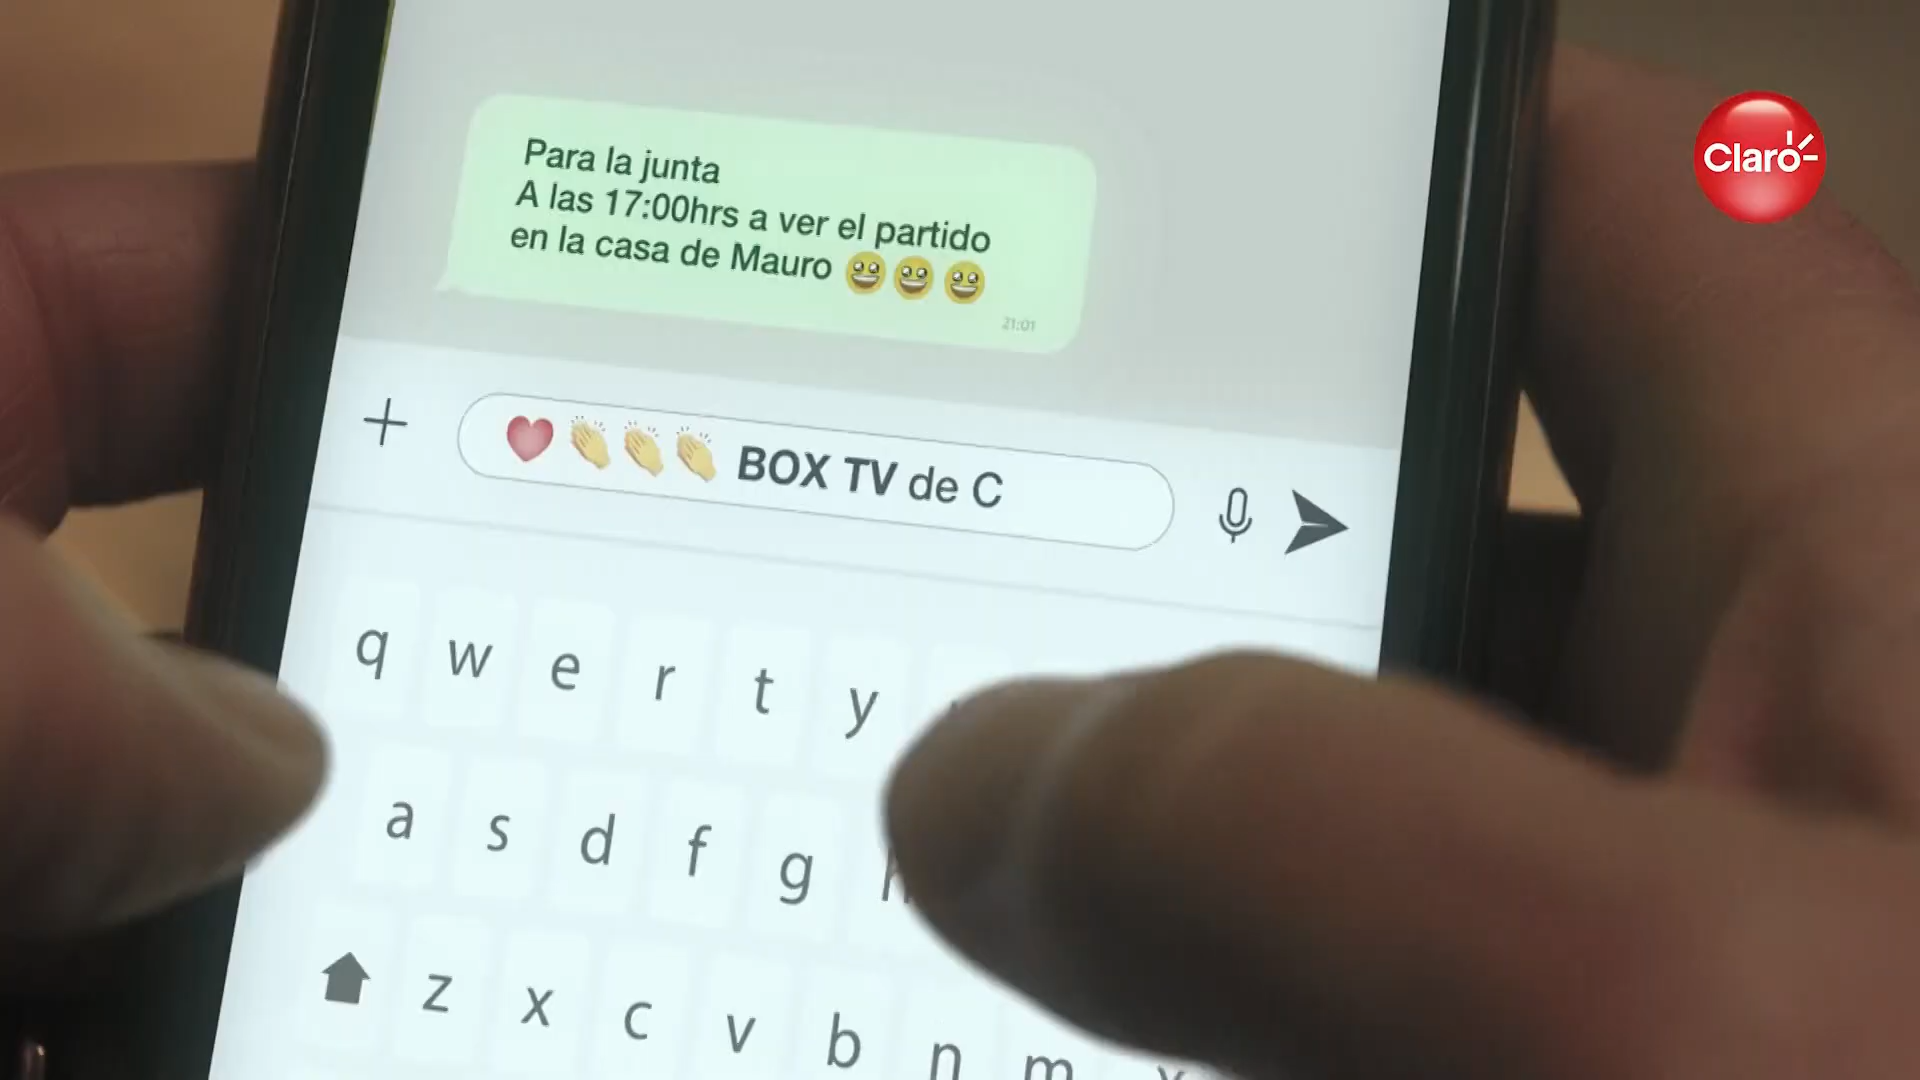 Claro
Para la junta
A las 17:00hrs a ver el partido
en la casa de Mauro 😃😃😃
21:01
❤️👏👏👏 BOX TV de C
q w e r t y
a s d f g
z x c v b n m